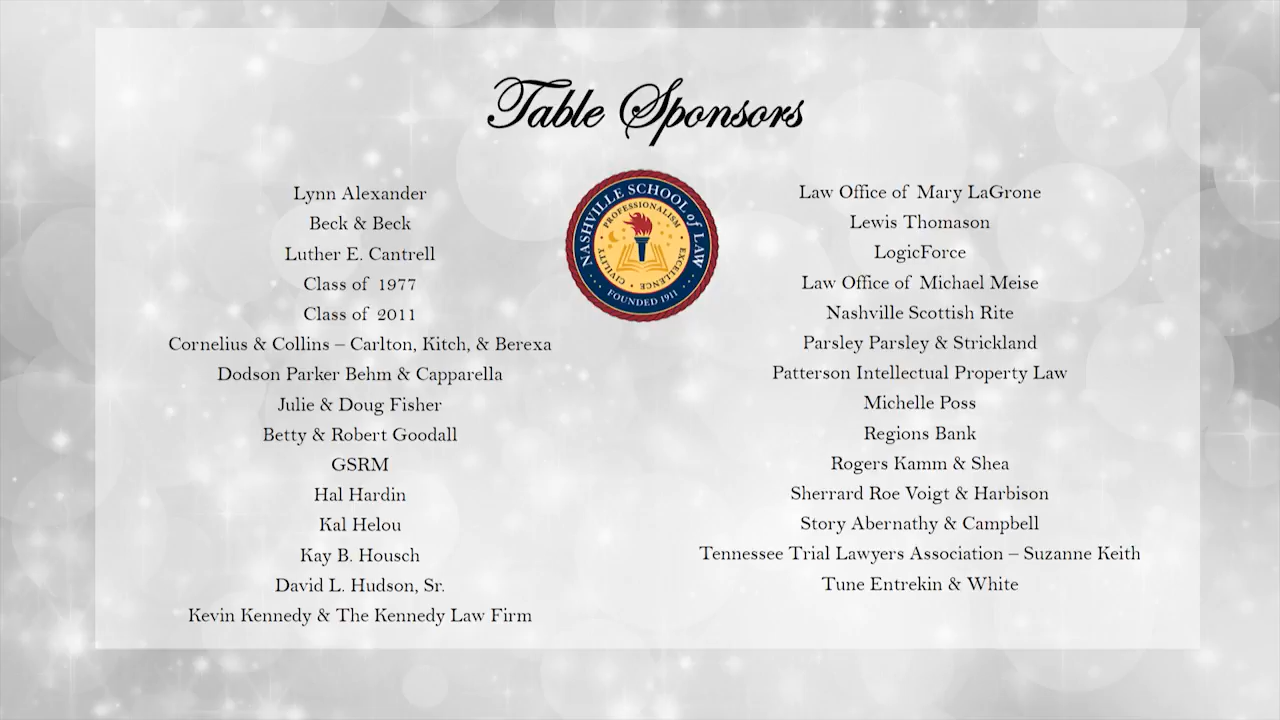 Table Sponsors
NASHVILLE SCHOOL of LAW
PROFESSIONALISM
CIVILITY
EXCELLENCE
FOUNDED 1911
Lynn Alexander
Beck & Beck
Luther E. Cantrell
Class of 1977
Class of 2011
Cornelius & Collins – Carlton, Kitch, & Berexa
Dodson Parker Behm & Capparella
Julie & Doug Fisher
Betty & Robert Goodall
GSRM
Hal Hardin
Kal Helou
Kay B. Housch
David L. Hudson, Sr.
Kevin Kennedy & The Kennedy Law Firm
Law Office of Mary LaGrone
Lewis Thomason
LogicForce
Law Office of Michael Meise
Nashville Scottish Rite
Parsley Parsley & Strickland
Patterson Intellectual Property Law
Michelle Poss
Regions Bank
Rogers Kamm & Shea
Sherrard Roe Voigt & Harbison
Story Abernathy & Campbell
Tennessee Trial Lawyers Association – Suzanne Keith
Tune Entrekin & White